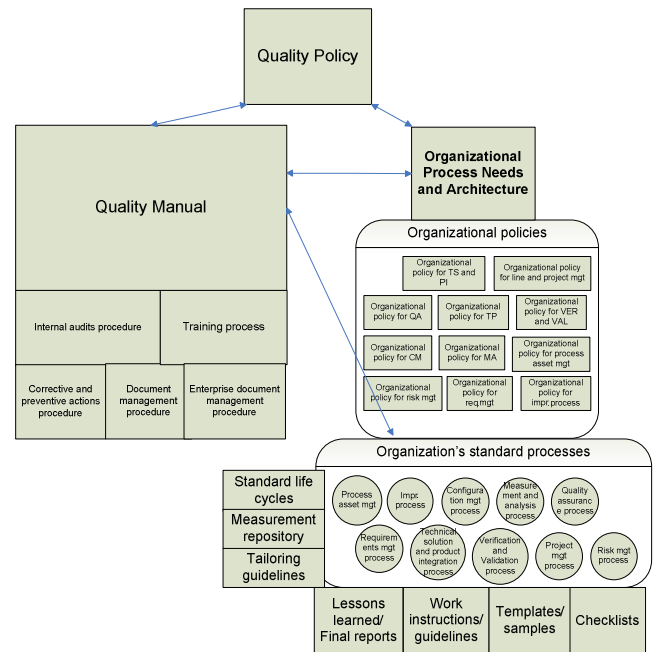 Quality Policy
Quality Manual
Organizational
Process Needs
and Architecture
Internal audits procedure
Training process
Corrective and
preventive actions
procedure
Document
management
procedure
Enterprise document
management
procedure
Organizational policies
Organizational
policy for TS and
PI
Organizational policy
for line and project mgt
Organizational
policy for QA
Organizational
policy for TP
Organizational
policy for VER
and VAL
Organizational
policy for CM
Organizational
policy for MA
Organizational
policy for process
asset mgt
Organizational
policy for risk mgt
Organizational
policy for
req.mgt
Organizational
policy for
impr.process
Organization's standard processes
Process
asset mgt
Impr.
process
Configura
tion mgt
process
Measure
ment and
analysis
process
Quality
assuranc
e process
Requirem
ents mgt
process
Technical
solution
and product
integration
process
Verification
and
Validation
process
Project
mgt
process
Risk mgt
process
Standard life
cycles
Measurement
repository
Tailoring
guidelines
Lessons
learned/
Final reports
Work
instructions/
guidelines
Templates/
samples
Checklists